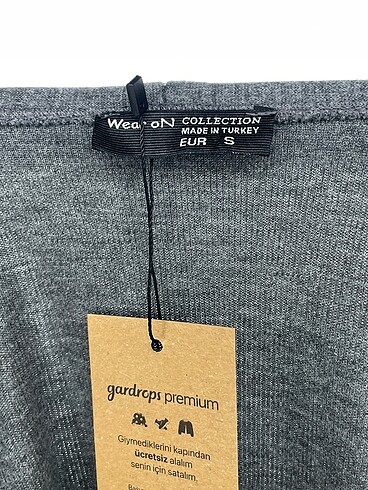 Wear oN COLLECTION
MADE IN TURKEY
EUR S
gardrops premium
Giymediklerini kapından
ücretsiz alalım
senin için satalım.